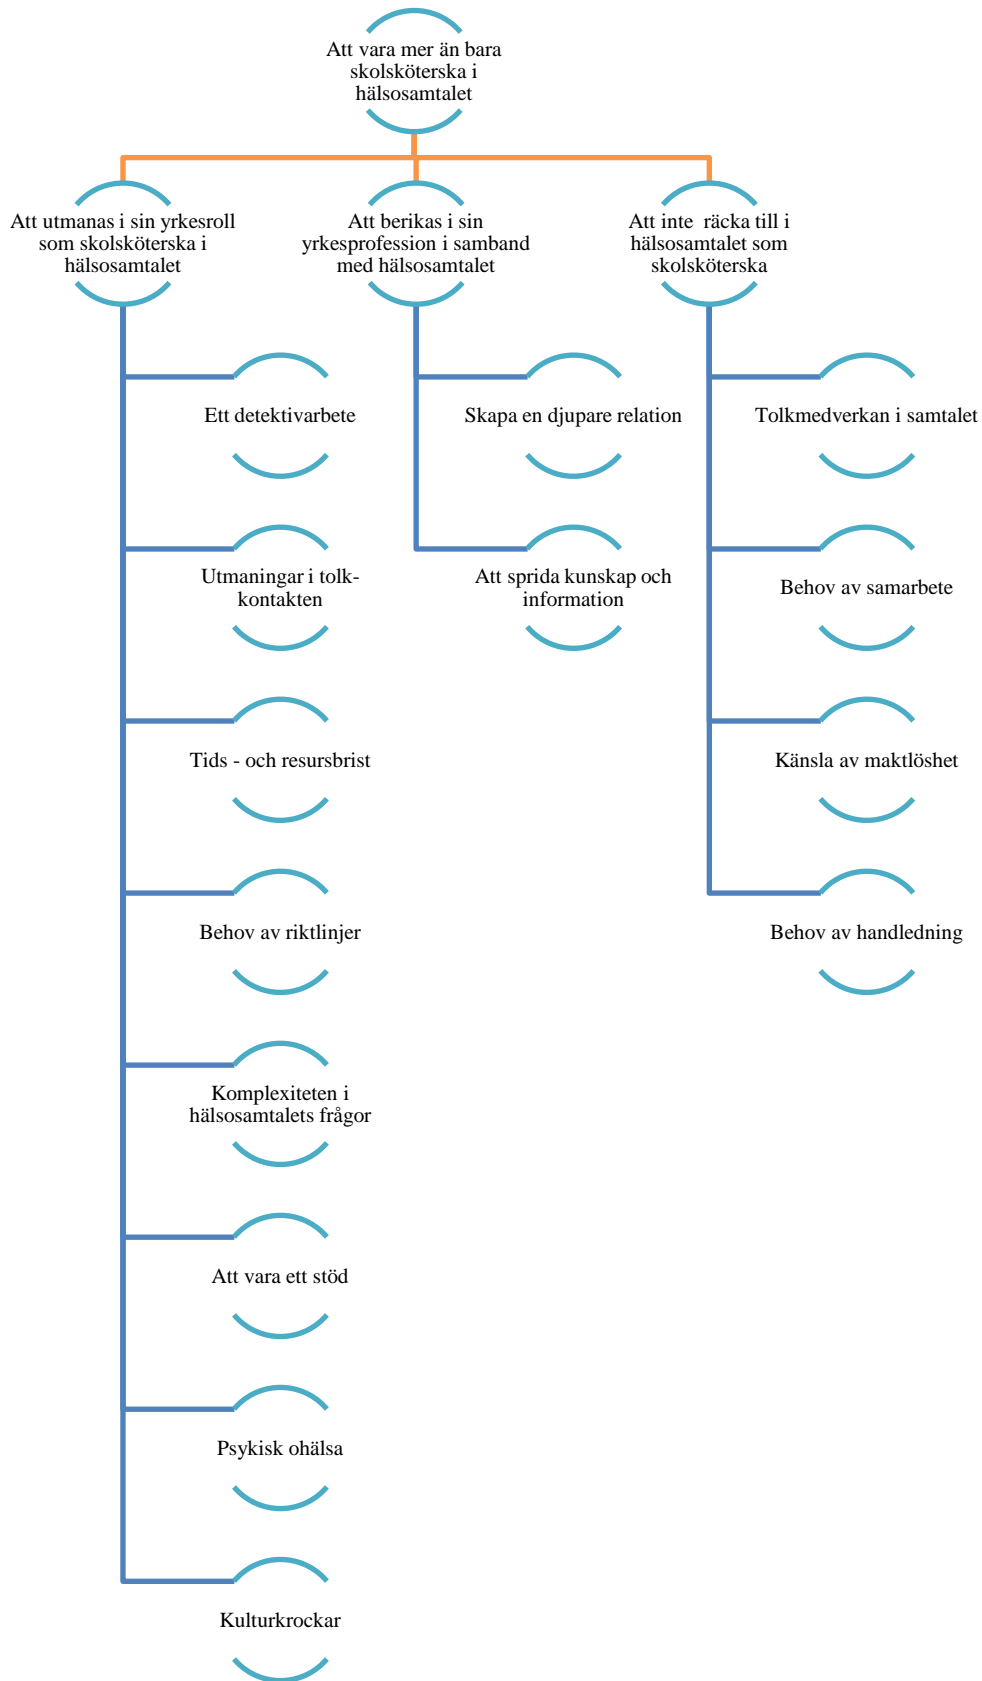 Att vara mer än bara
skolsköterska i
hälsosamtalet
Att utmanas i sin yrkesroll
som skolsköterska i
hälsosamtalet
Ett detektivarbete
Utmaningar i tolk-
kontakten
Tids - och resursbrist
Behov av riktlinjer
Komplexiteten i
hälsosamtalets frågor
Att vara ett stöd
Psykisk ohälsa
Kulturkrockar
Att berikas i sin
yrkesprofession i samband
med hälsosamtalet
Skapa en djupare relation
Att sprida kunskap och
information
Att inte  räcka till i
hälsosamtalet som
skolsköterska
Tolkmedverkan i samtalet
Behov av samarbete
Känsla av maktlöshet
Behov av handledning